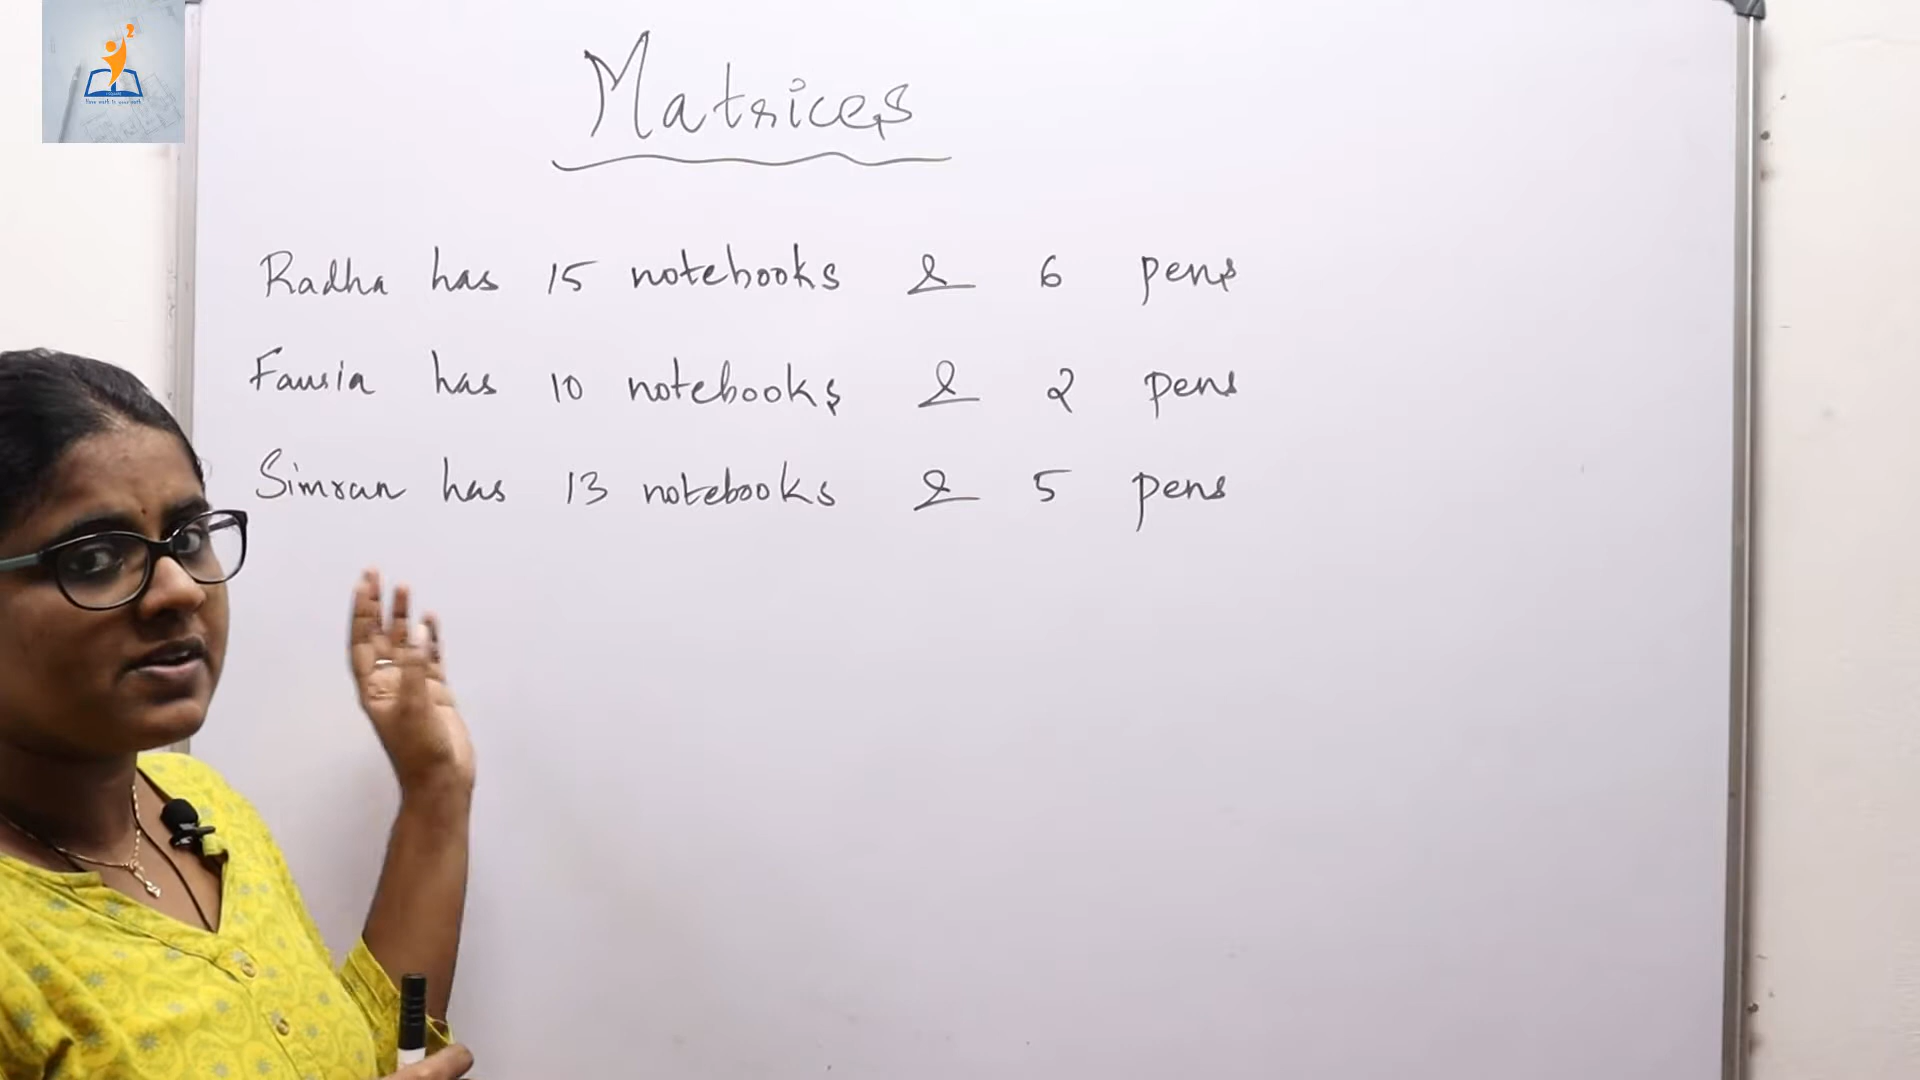 Matrices
Radha has 15 notebooks & 6 pens
Fausia has 10 notebooks & 2 pens
Simran has 13 notebooks & 5 pens
2